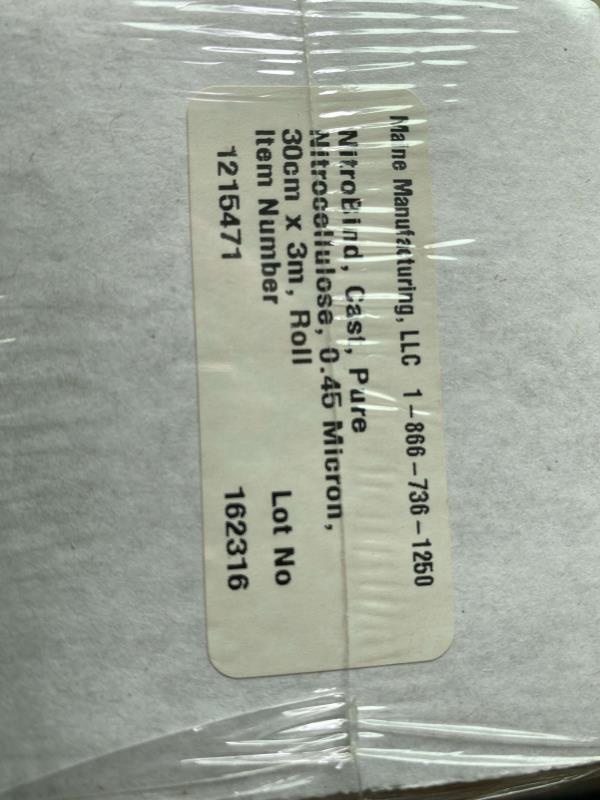 Maine Manufacturing, LLC 1-866-736-1250
NitroBind, Cast, Pure
Nitrocellulose, 0.45 Micron,
30cm x 3m, Roll
Item Number Lot No
1215471 162316